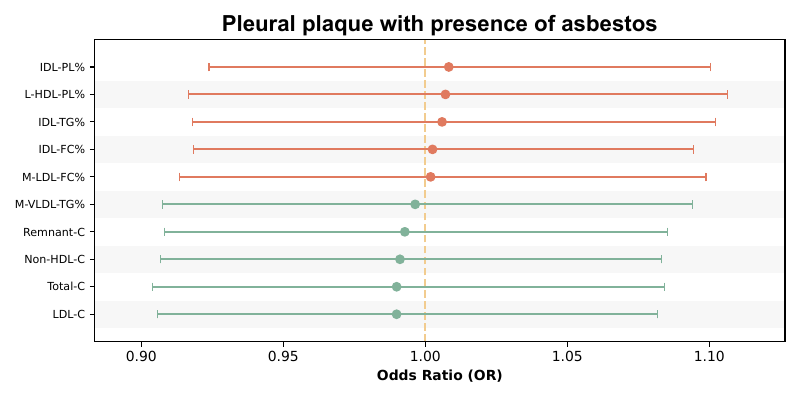 Pleural plaque with presence of asbestos
IDL-PL%
L-HDL-PL%
IDL-TG%
IDL-FC%
M-LDL-FC%
M-VLDL-TG%
Remnant-C
Non-HDL-C
Total-C
LDL-C
0.90 0.95 1.00 1.05 1.10
Odds Ratio (OR)